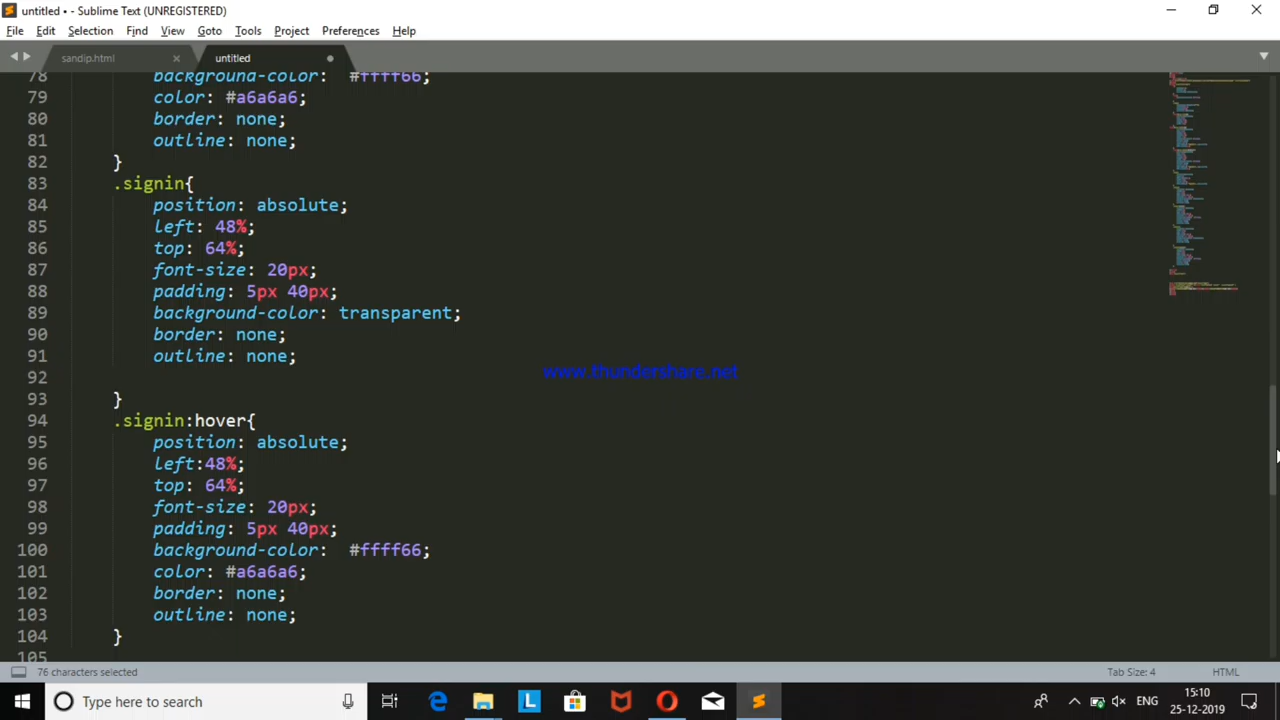 untitled • - Sublime Text (UNREGISTERED)
File Edit Selection Find View Goto Tools Project Preferences Help
sandip.html untitled
78 background-color: #ffff66;
79 color: #a6a6a6;
80 border: none;
81 outline: none;
82 }
83 .signin{
84 position: absolute;
85 left: 48%;
86 top: 64%;
87 font-size: 20px;
88 padding: 5px 40px;
89 background-color: transparent;
90 border: none;
91 outline: none;
www.thundershare.net
92
93 }
94 .signin:hover{
95 position: absolute;
96 left:48%;
97 top: 64%;
98 font-size: 20px;
99 padding: 5px 40px;
100 background-color: #ffff66;
101 color: #a6a6a6;
102 border: none;
103 outline: none;
104 }
105
76 characters selected Tab Size: 4 HTML
Type here to search ENG 15:10
25-12-2019